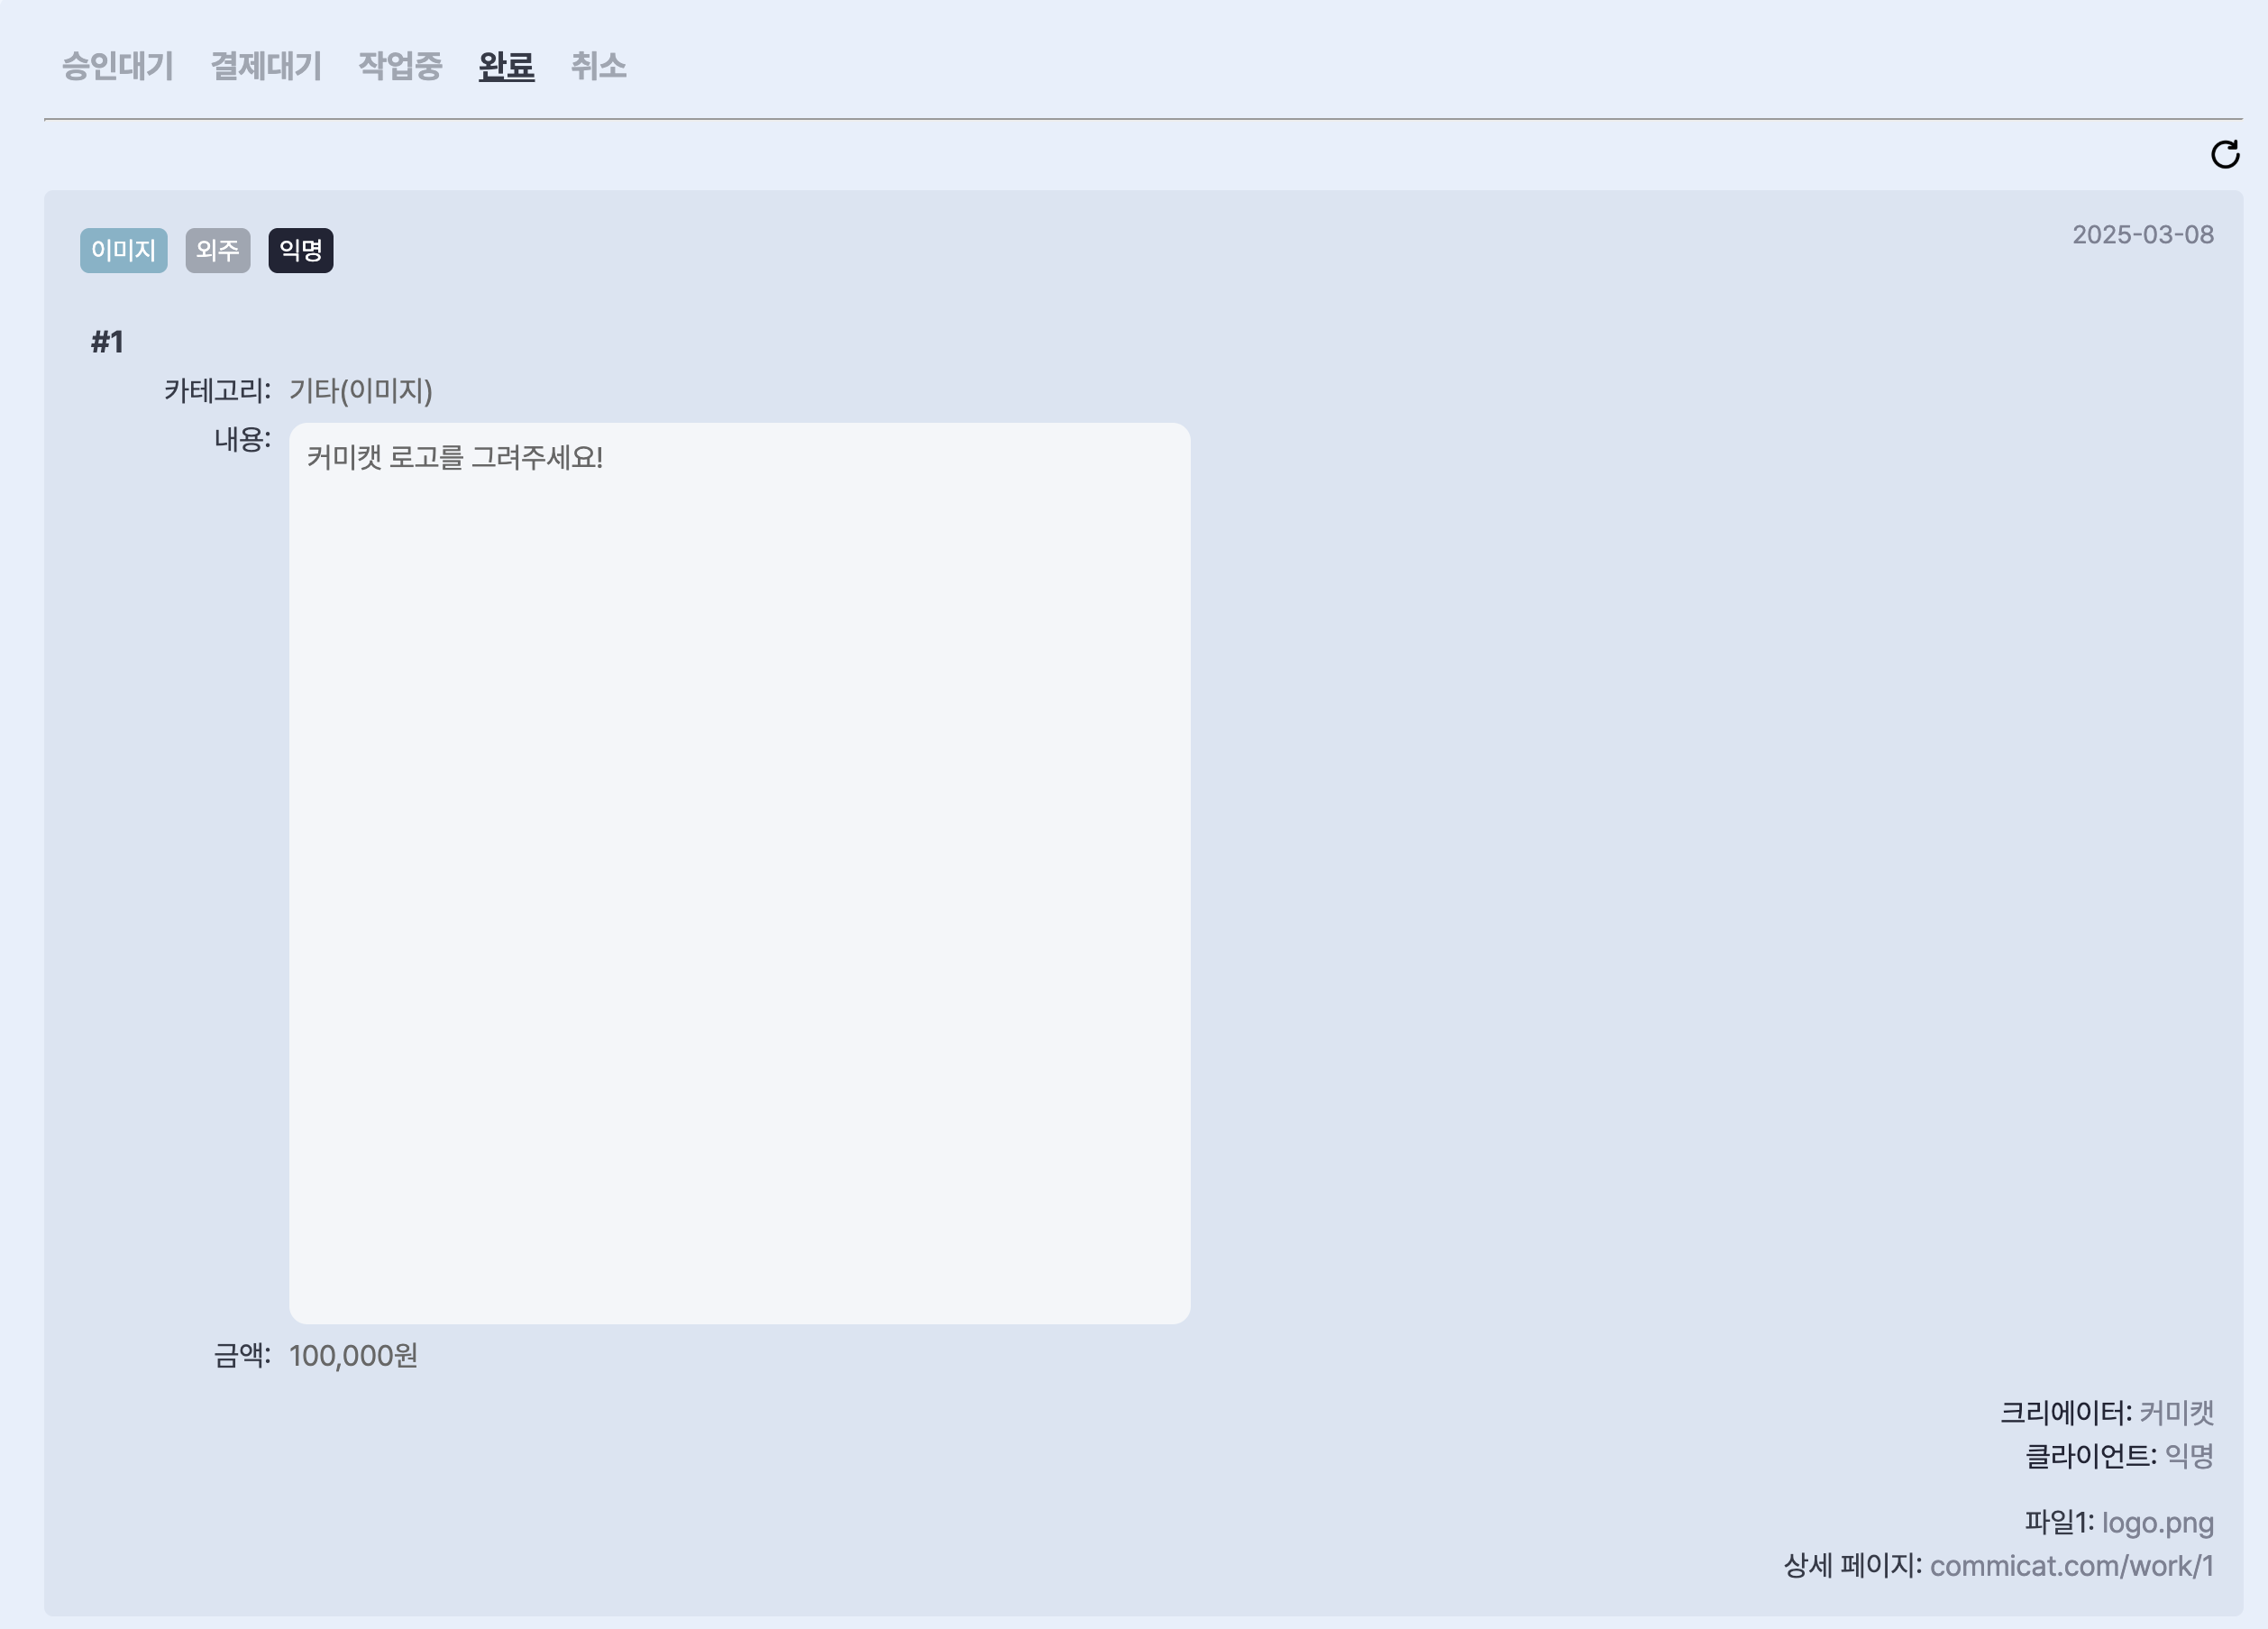 승인대기 결제대기 작업중 완료 취소
이미지 외주 익명 2025-03-08
#1
카테고리: 기타(이미지)
내용: 커미캣 로고를 그려주세요!
금액: 100,000원
크리에이터: 커미캣
클라이언트: 익명
파일1: logo.png
상세 페이지: commicat.com/work/1